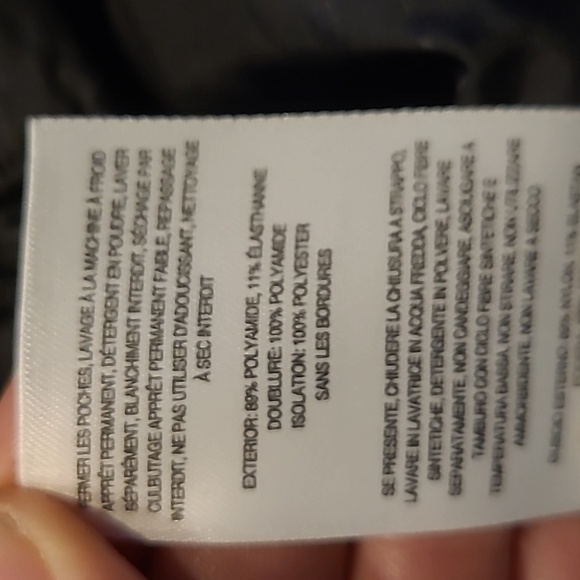 FERMER LES POCHES, LAVAGE À LA MACHINE À FROID
APPRÊT PERMANENT, DÉTERGENT EN POUDRE, LAVER
SÉPARÉMENT, BLANCHIMENT INTERDIT, SÉCHAGE PAR
CULBUTAGE APPRÊT PERMANENT FAIBLE, REPASSAGE
INTERDIT, NE PAS UTILISER D'ADOUCISSANT, NETTOYAGE
À SEC INTERDIT
EXTERIOR: 89% POLYAMIDE, 11% ÉLASTHANNE
DOUBLURE: 100% POLYAMIDE
ISOLATION: 100% POLYESTER
SANS LES BORDURES
SE PRESENTE, CHIUDERE LA CHIUSURA A STRAPPO,
LAVARE IN LAVATRICE IN ACQUA FREDDA, CICLO FIBRE
SINTETICHE, DETERGENTE IN POLVERE, LAVARE
SEPARATAMENTE, NON CANDEGGIARE, ASCIUGARE A
TAMBURO CON CICLO FIBRE SINTETICHE E
TEMPERATURA BASSA, NON STIRARE, NON UTILIZZARE
AMMORBIDENTE, NON LAVARE A SECCO